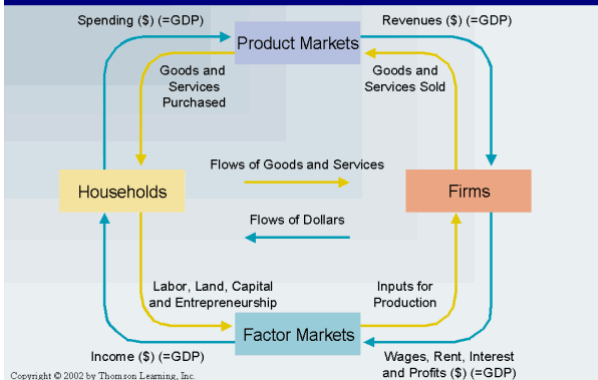 Spending ($) (=GDP)
Revenues ($) (=GDP)
Product Markets
Goods and
Services
Purchased
Goods and
Services Sold
Flows of Goods and Services
Households
Firms
Flows of Dollars
Labor, Land, Capital
and Entrepreneurship
Inputs for
Production
Factor Markets
Income ($) (=GDP)
Wages, Rent, Interest
and Profits ($) (=GDP)
Copyright © 2002 by Thomson Learning, Inc.